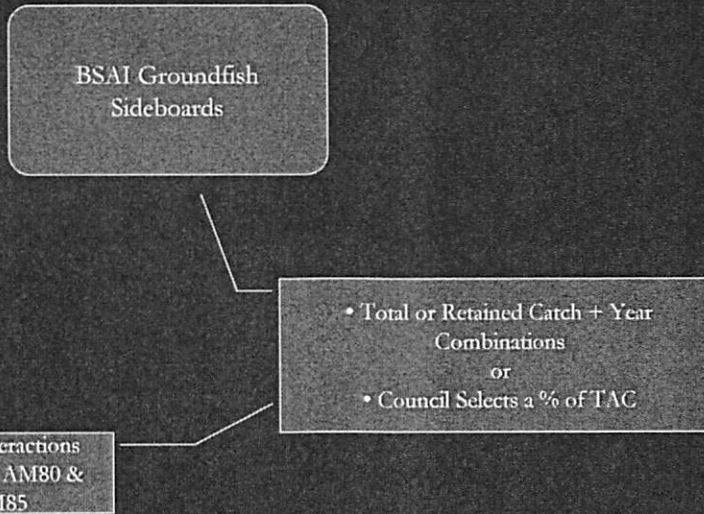 BSAI Groundfish
Sideboards
• Total or Retained Catch + Year
Combinations
or
• Council Selects a % of TAC
AM80 &